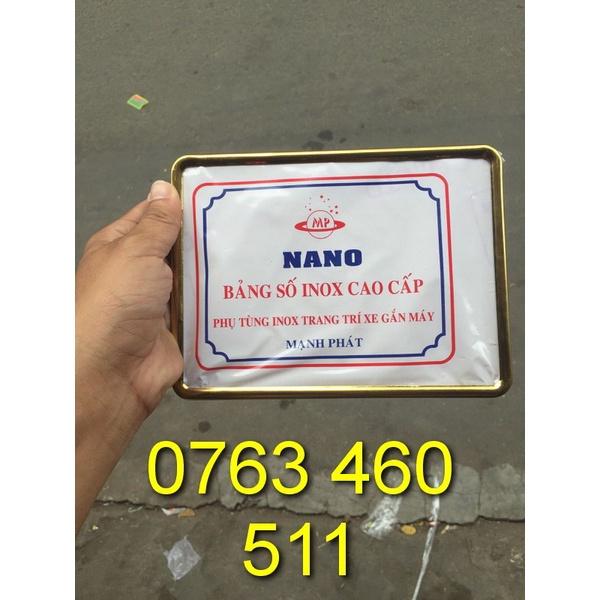 MP
NANO
BẢNG SỐ INOX CAO CẤP
PHỤ TÙNG INOX TRANG TRÍ XE GẮN MÁY
MẠNH PHÁT
0763 460
511